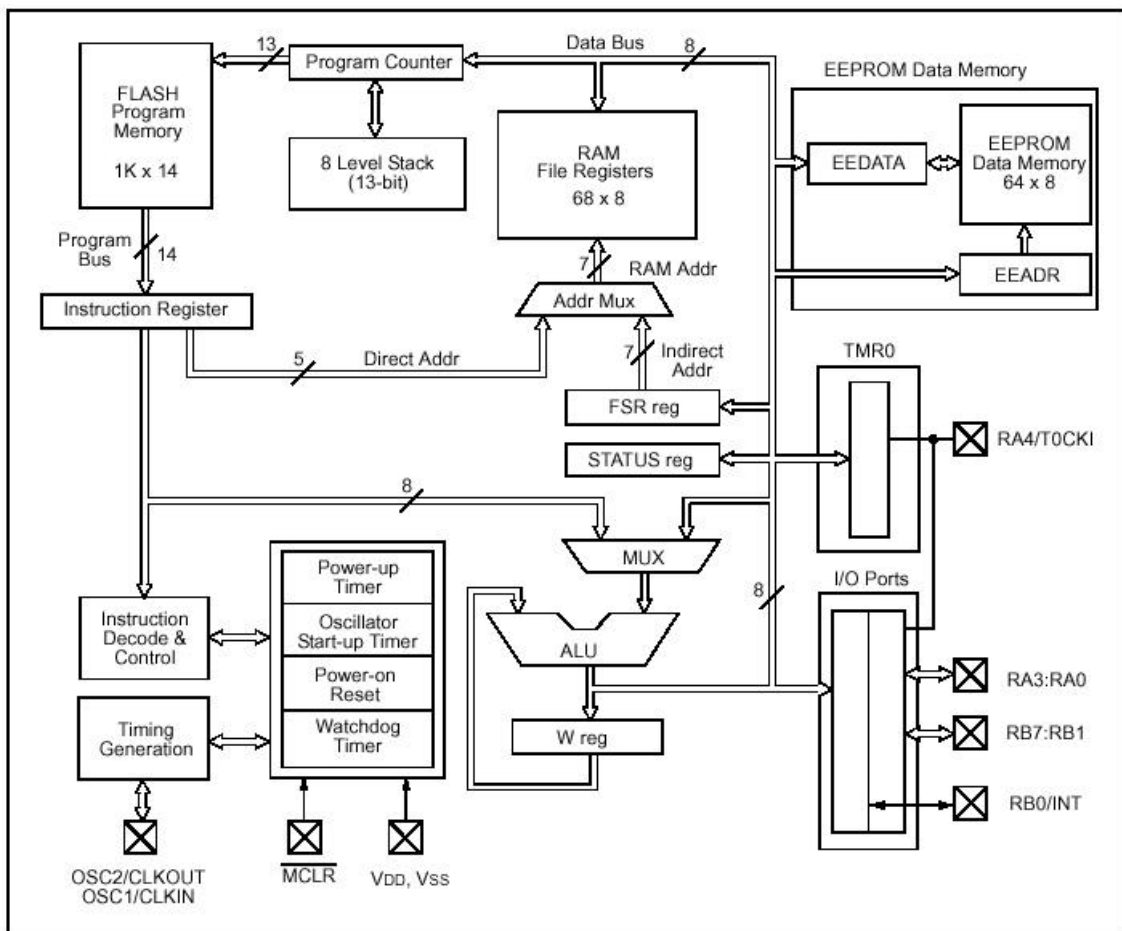 13
Program Counter
Data Bus
8
EEPROM Data Memory
FLASH
Program
Memory
1K x 14
8 Level Stack
(13-bit)
RAM
File Registers
68 x 8
EEDATA
EEPROM
Data Memory
64 x 8
EEADR
Program
Bus
14
7
RAM Addr
Addr Mux
Instruction Register
5
Direct Addr
7
Indirect
Addr
TMR0
FSR reg
STATUS reg
RA4/T0CKI
8
MUX
8
I/O Ports
Power-up
Timer
Oscillator
Start-up Timer
Power-on
Reset
Watchdog
Timer
Instruction
Decode &
Control
ALU
Timing
Generation
W reg
RA3:RA0
RB7:RB1
RB0/INT
OSC2/CLKOUT
OSC1/CLKIN
MCLR
VDD, VSS